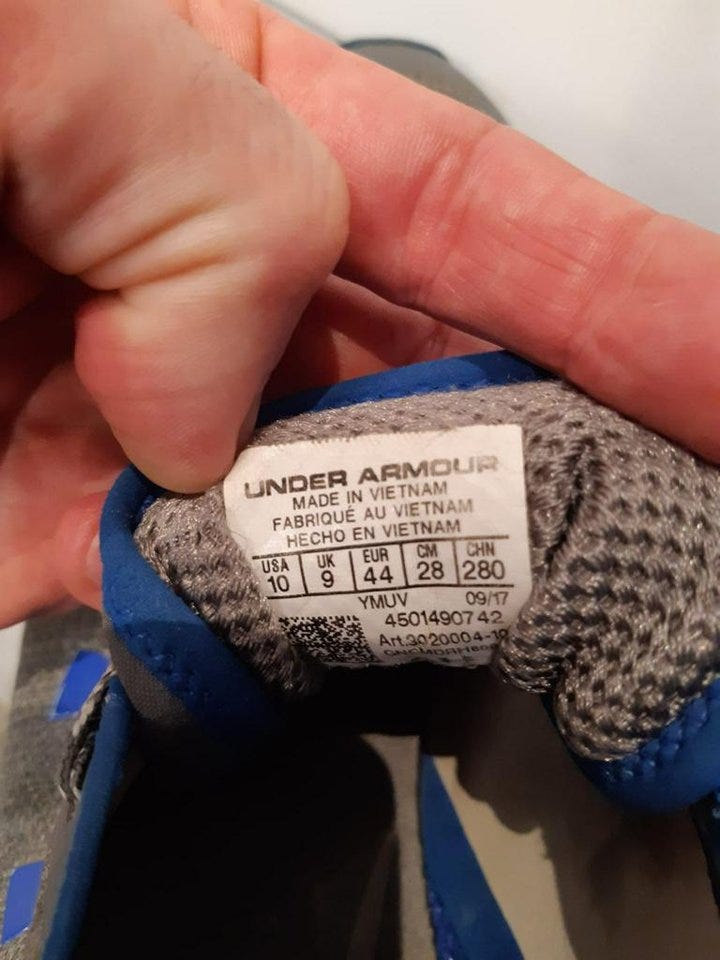 UNDER ARMOUR
MADE IN VIETNAM
FABRIQUÉ AU VIETNAM
HECHO EN VIETNAM
USA UK EUR CM CHN
10 9 44 28 280
YMUV 09/17
4501490742